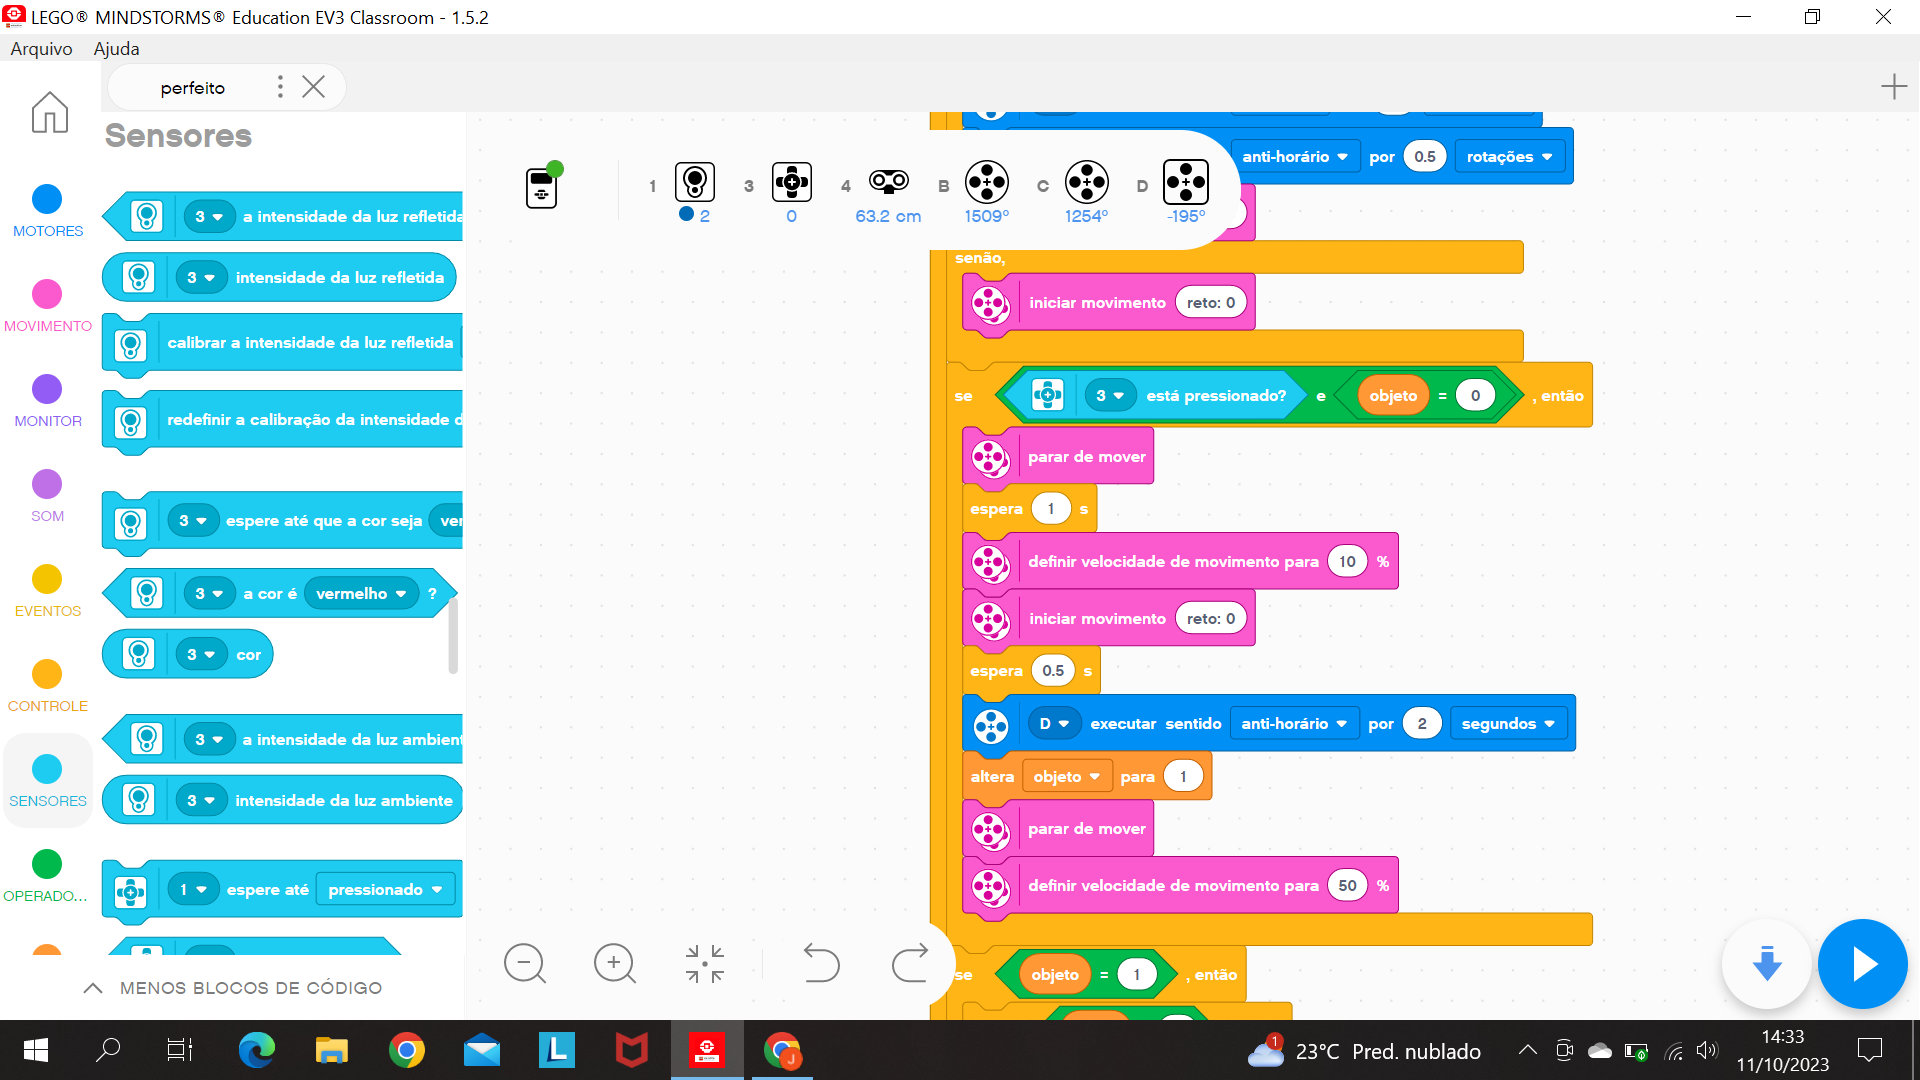 LEGO® MINDSTORMS® Education EV3 Classroom - 1.5.2
Arquivo Ajuda
perfeito
Sensores
MOTORES
MOVIMENTO
MONITOR
SOM
EVENTOS
CONTROLE
SENSORES
OPERADO...
3 a intensidade da luz refletida
3 intensidade da luz refletida
calibrar a intensidade da luz refletida
redefinir a calibração da intensidade d
3 espere até que a cor seja ver
3 a cor é vermelho ?
3 cor
3 a intensidade da luz ambient
3 intensidade da luz ambiente
1 espere até pressionado
MENOS BLOCOS DE CÓDIGO
1 3 4 B C D
2 0 63.2 cm 1509° 1254° -195°
anti-horário por 0.5 rotações
senão,
iniciar movimento reto: 0
se 3 está pressionado? e objeto = 0 , então
parar de mover
espera 1 s
definir velocidade de movimento para 10 %
iniciar movimento reto: 0
espera 0.5 s
D executar sentido anti-horário por 2 segundos
altera objeto para 1
parar de mover
definir velocidade de movimento para 50 %
se objeto = 1 , então
L
J
1
23°C Pred. nublado
14:33
11/10/2023